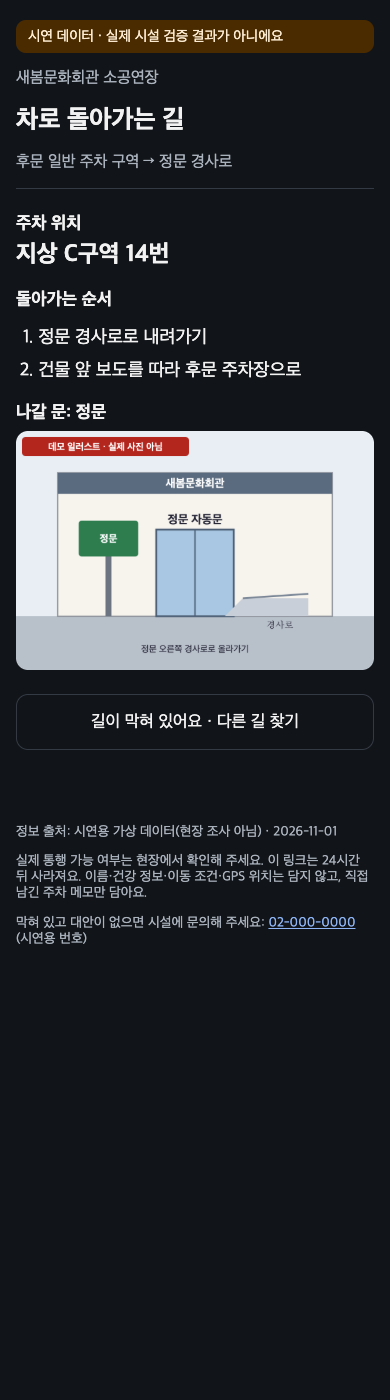 시연 데이터 · 실제 시설 검증 결과가 아니에요
새봄문화회관 소공연장
차로 돌아가는 길
후문 일반 주차 구역 → 정문 경사로
주차 위치
지상 C구역 14번
돌아가는 순서
1. 정문 경사로로 내려가기
2. 건물 앞 보도를 따라 후문 주차장으로
나갈 문: 정문
데모 일러스트 · 실제 사진 아님
새봄문화회관
정문 자동문
정문
경사로
정문 오른쪽 경사로로 올라가기
길이 막혀 있어요 · 다른 길 찾기
정보 출처: 시연용 가상 데이터(현장 조사 아님) · 2026-11-01
실제 통행 가능 여부는 현장에서 확인해 주세요. 이 링크는 24시간
뒤 사라져요. 이름·건강 정보·이동 조건·GPS 위치는 담지 않고, 직접
남긴 주차 메모만 담아요.
막혀 있고 대안이 없으면 시설에 문의해 주세요: 02-000-0000
(시연용 번호)